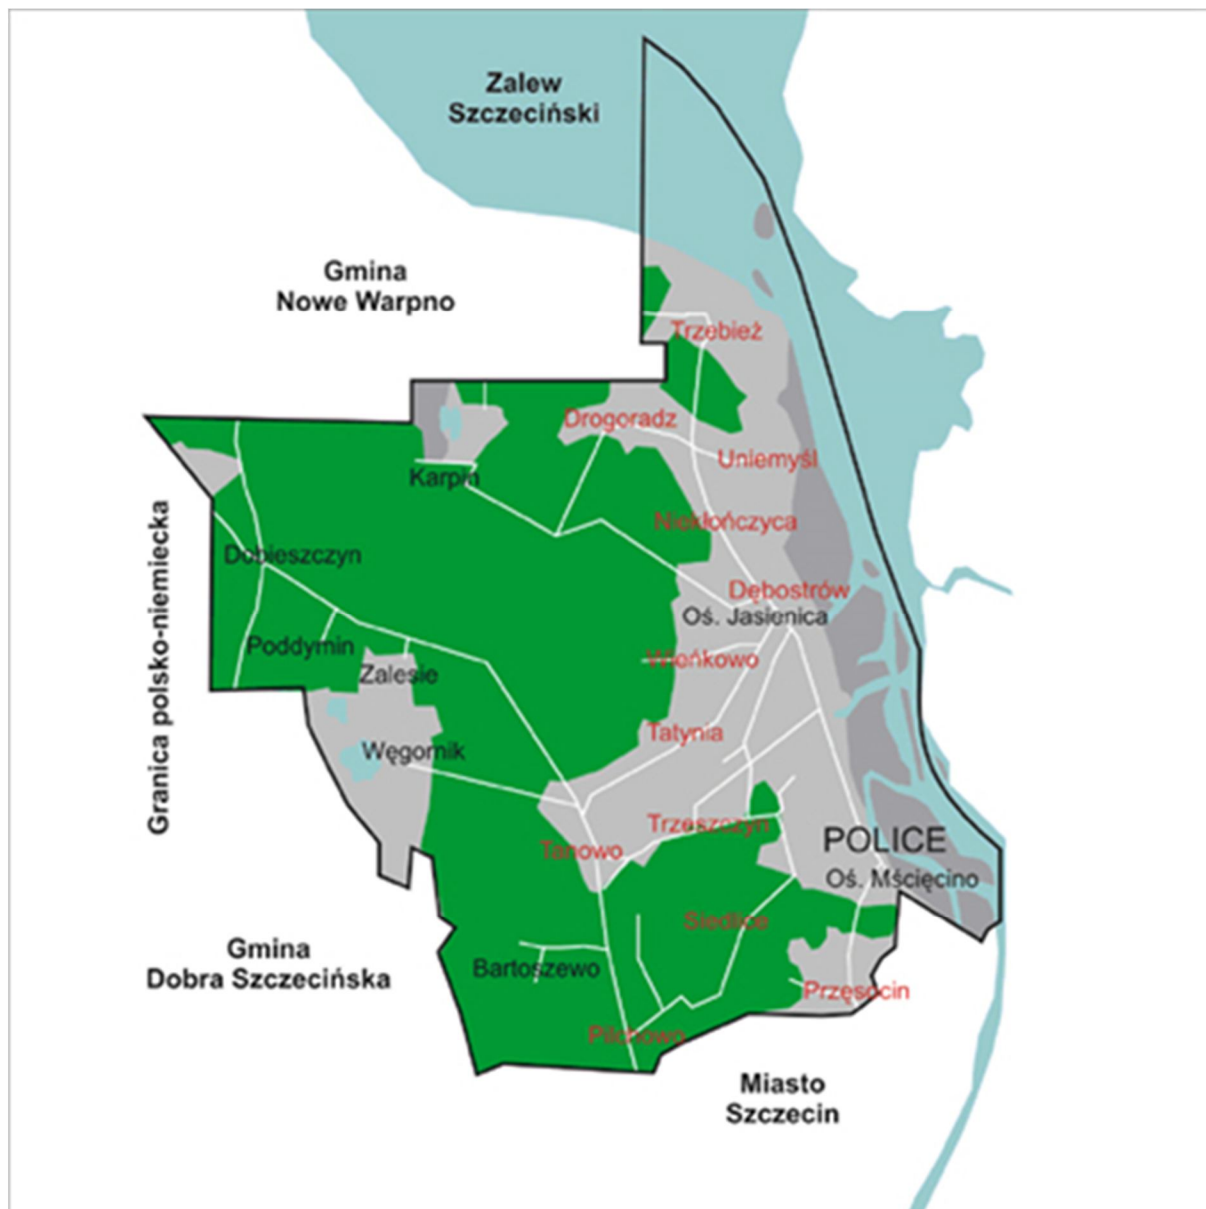 Zalew
Szczeciński
Gmina
Nowe Warpno
Trzebież
Drogoradz
Uniemyśl
Karpin
Niekłończyca
Granica polsko-niemiecka
Dobieszczyn
Dębostrów
Oś. Jasienica
Poddymin
Wieńkowo
Zalesie
Tatynia
Węgornik
Trzeszczyn
POLICE
Tanowo
Oś. Mścięcino
Siedlice
Gmina
Dobra Szczecińska
Bartoszewo
Przęsocin
Pilchowo
Miasto
Szczecin